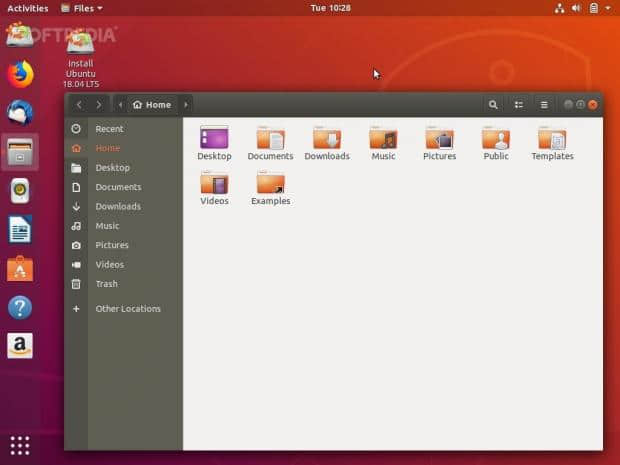 Activities
Files
Tue 10:28
SOFTPEDIA
Install
Ubuntu
18.04 LTS
Home
Recent
Home
Desktop
Documents
Downloads
Music
Pictures
Videos
Trash
Other Locations
Desktop Documents Downloads Music Pictures Public Templates
Videos Examples
a